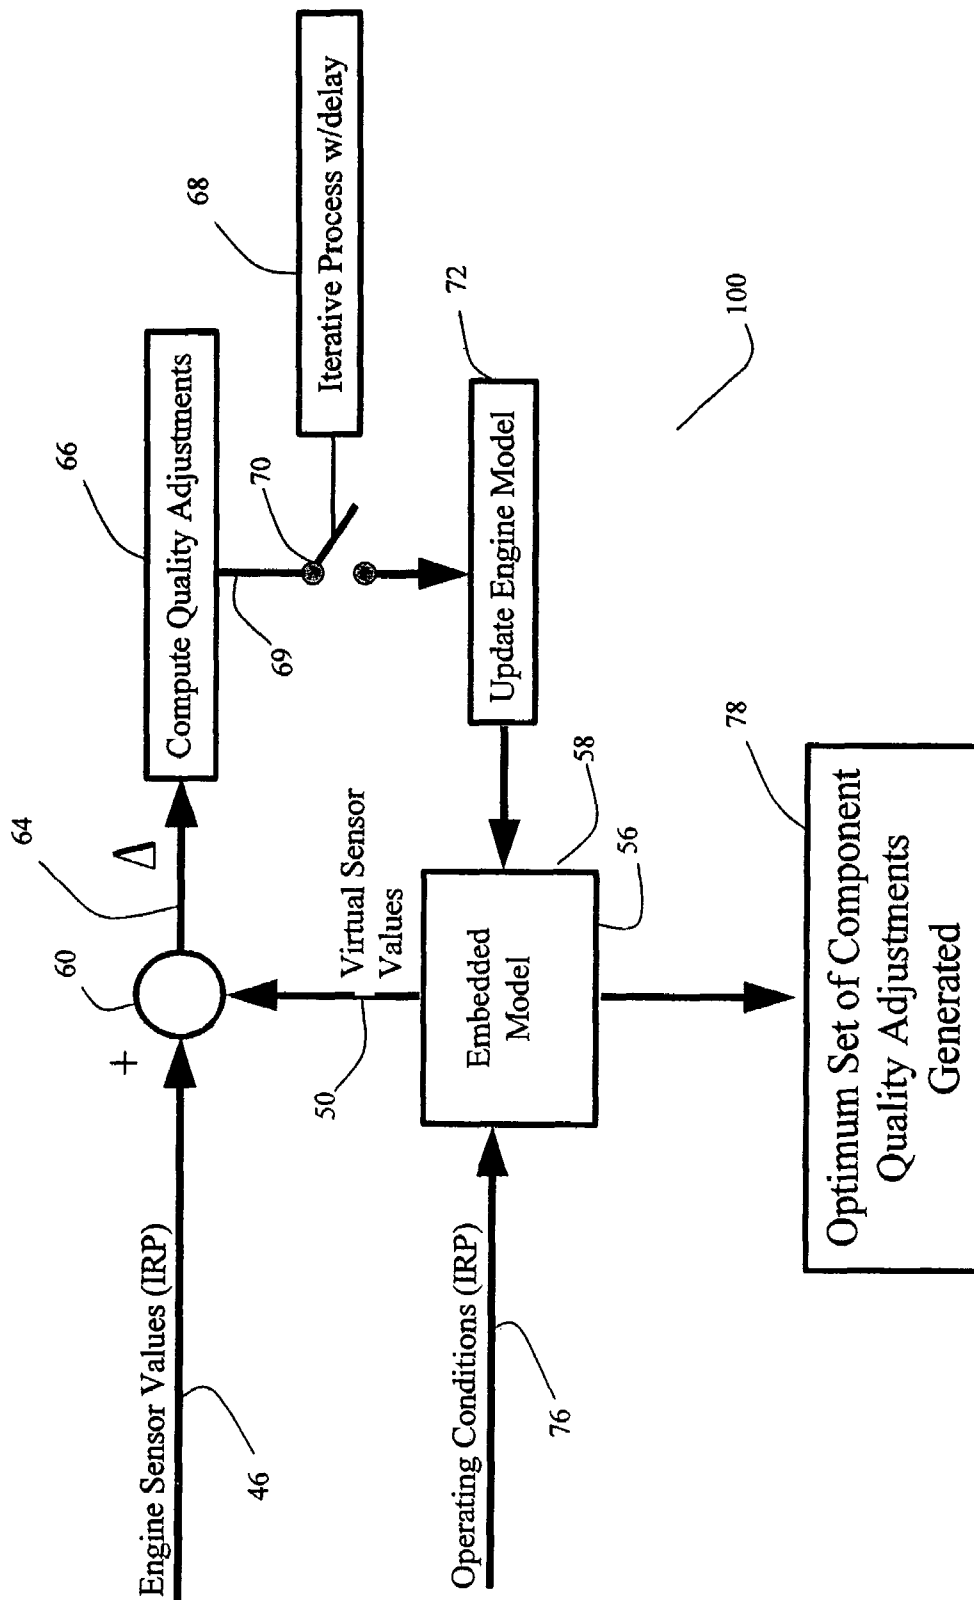 Engine Sensor Values (IRP)
46
+
60
Δ
64
Compute Quality Adjustments
66
69
70
Iterative Process w/delay
68
Virtual Sensor
Values
50
Update Engine Model
72
Operating Conditions (IRP)
76
Embedded
Model
58
56
100
Optimum Set of Component
Quality Adjustments
Generated
78